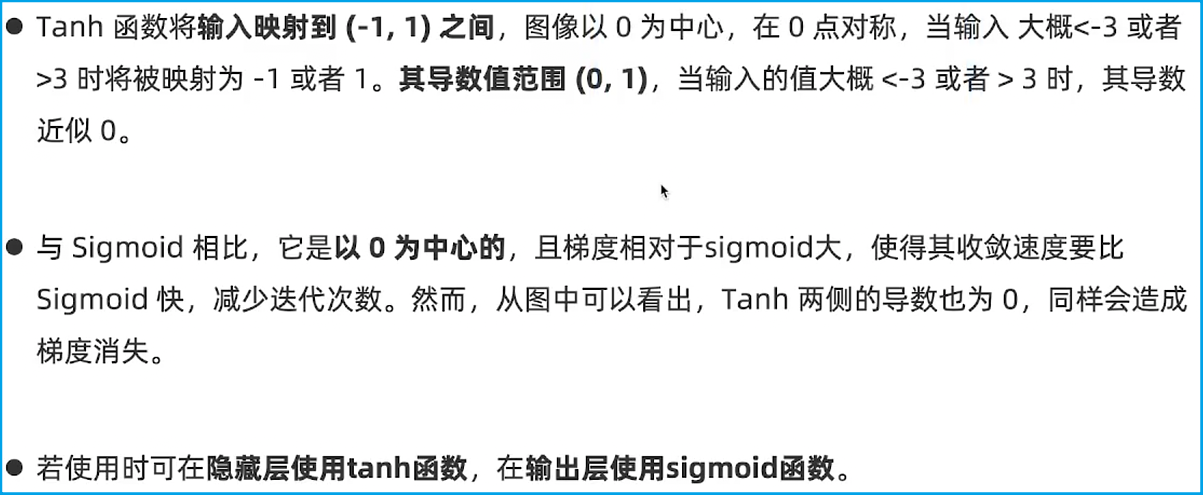 ● Tanh 函数将输入映射到 (-1, 1) 之间，图像以 0 为中心，在 0 点对称，当输入 大概<-3 或者
>3 时将被映射为 -1 或者 1。其导数值范围 (0, 1)，当输入的值大概 <-3 或者 > 3 时，其导数
近似 0。
● 与 Sigmoid 相比，它是以 0 为中心的，且梯度相对于sigmoid大，使得其收敛速度要比
Sigmoid 快，减少迭代次数。然而，从图中可以看出，Tanh 两侧的导数也为 0，同样会造成
梯度消失。
● 若使用时可在隐藏层使用tanh函数，在输出层使用sigmoid函数。